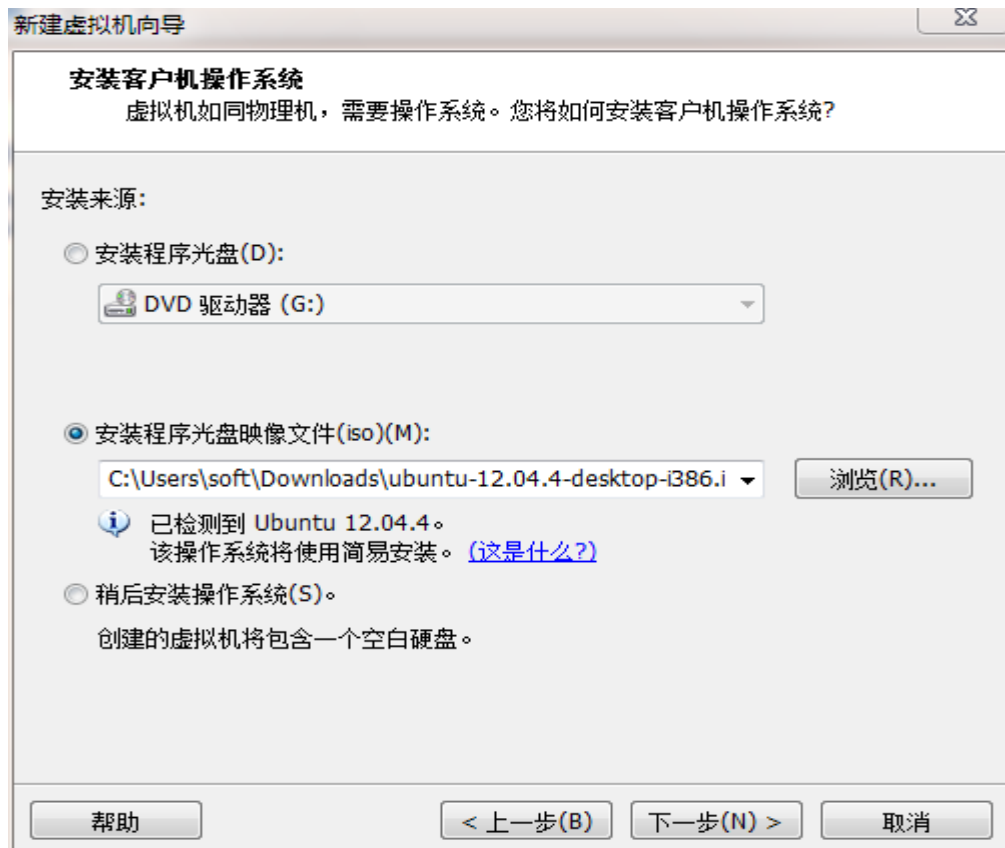 新建虚拟机向导
安装客户机操作系统
虚拟机如同物理机，需要操作系统。您将如何安装客户机操作系统?
安装来源:
安装程序光盘(D):
DVD 驱动器 (G:)
安装程序光盘映像文件(iso)(M):
C:\Users\soft\Downloads\ubuntu-12.04.4-desktop-i386.i
浏览(R)...
已检测到 Ubuntu 12.04.4。
该操作系统将使用简易安装。 (这是什么?)
稍后安装操作系统(S)。
创建的虚拟机将包含一个空白硬盘。
帮助
< 上一步(B)
下一步(N) >
取消